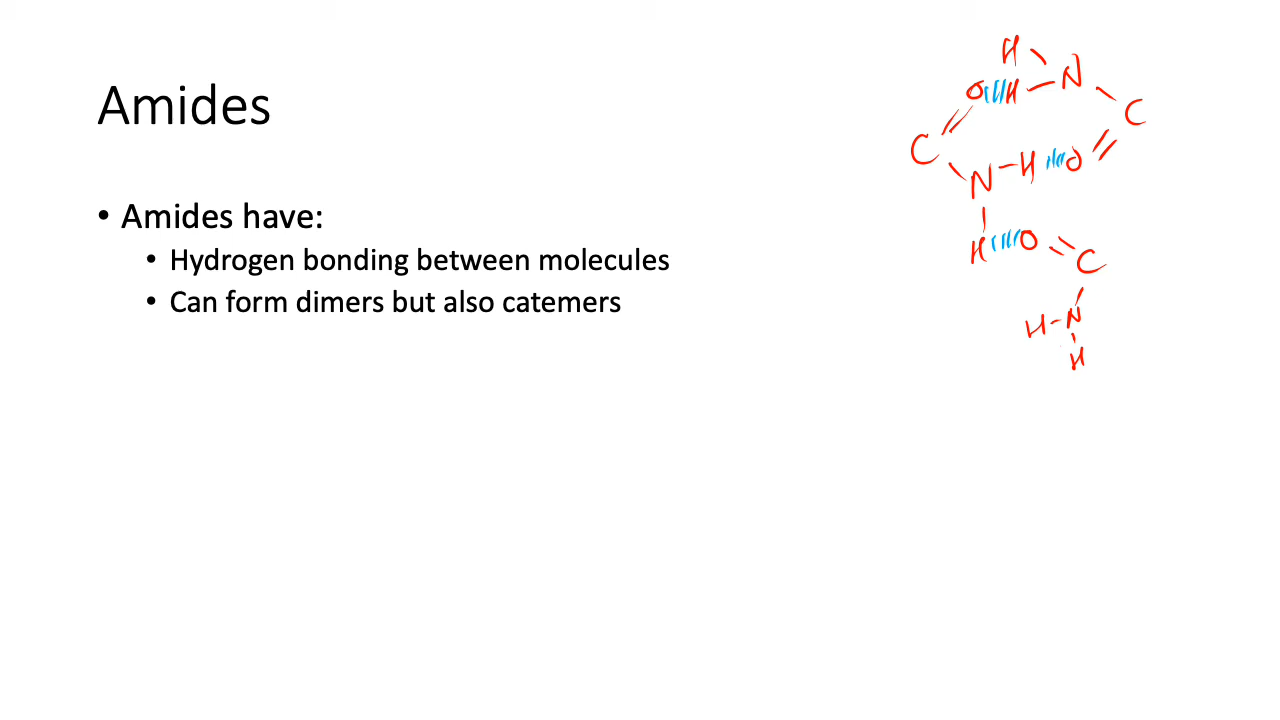 Amides
• Amides have:
• Hydrogen bonding between molecules
• Can form dimers but also catemers
H
O H N
C
C
N H O
H O
C
H N
H